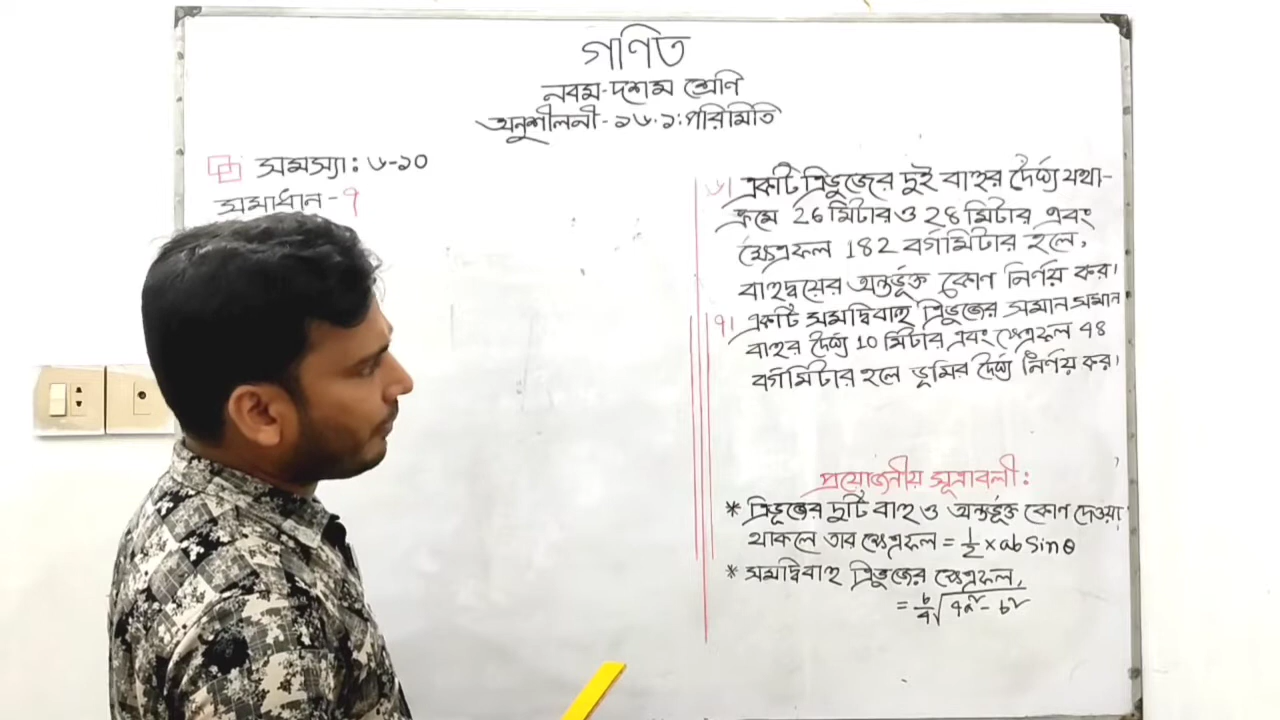 গণিত
নবম-দশম শ্রেণি
অনুশীলনী-১৬.১:পরিমিতি
সমস্যা: ৬-১০
সমাধান-৭
৬। একটি ত্রিভুজের দুই বাহুর দৈর্ঘ্য যথা-
ক্রমে 26 মিটার ও 28 মিটার এবং
ক্ষেত্রফল 182 বর্গমিটার হলে,
বাহুদ্বয়ের অন্তর্ভূক্ত কোণ নির্ণয় কর।
৭। একটি সমদ্বিবাহু ত্রিভুজের সমান সমান
বাহুর দৈর্ঘ্য 10 মিটার এবং ক্ষেত্রফল 48
বর্গমিটার হলে ভূমির দৈর্ঘ্য নির্ণয় কর।
প্রয়োজনীয় সূত্রাবলী:
* ত্রিভূজের দুটি বাহু ও অন্তর্ভূক্ত কোণ দেওয়া
থাকলে তার ক্ষেত্রফল = 1/2 × ab Sin θ
* সমদ্বিবাহু ত্রিভুজের ক্ষেত্রফল,
= b/4 √(4a² - b²)